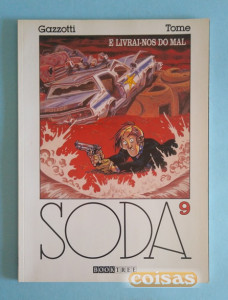 Gazzotti Tome
E LIVRAI-NOS DO MAL
9
SODA
BOOKTREE
coisas